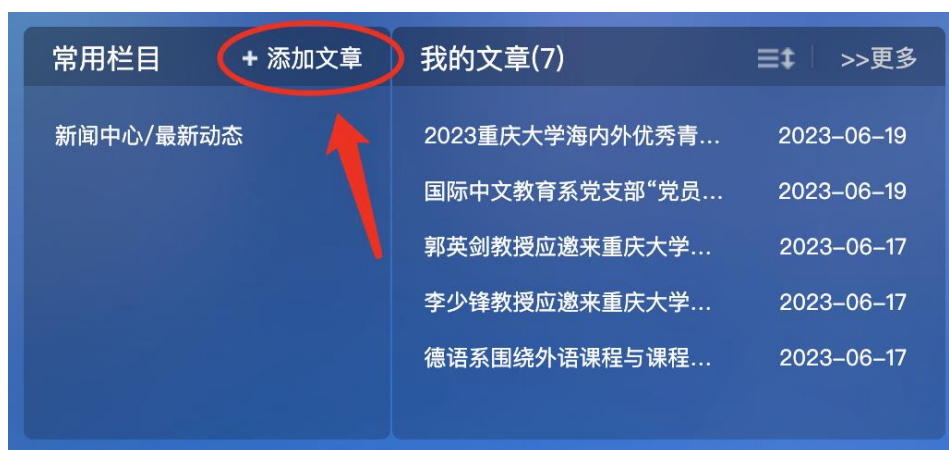 常用栏目
+ 添加文章
新闻中心/最新动态
我的文章(7)
>>更多
2023重庆大学海内外优秀青... 2023-06-19
国际中文教育系党支部“党员... 2023-06-19
郭英剑教授应邀来重庆大学... 2023-06-17
李少锋教授应邀来重庆大学... 2023-06-17
德语系围绕外语课程与课程... 2023-06-17